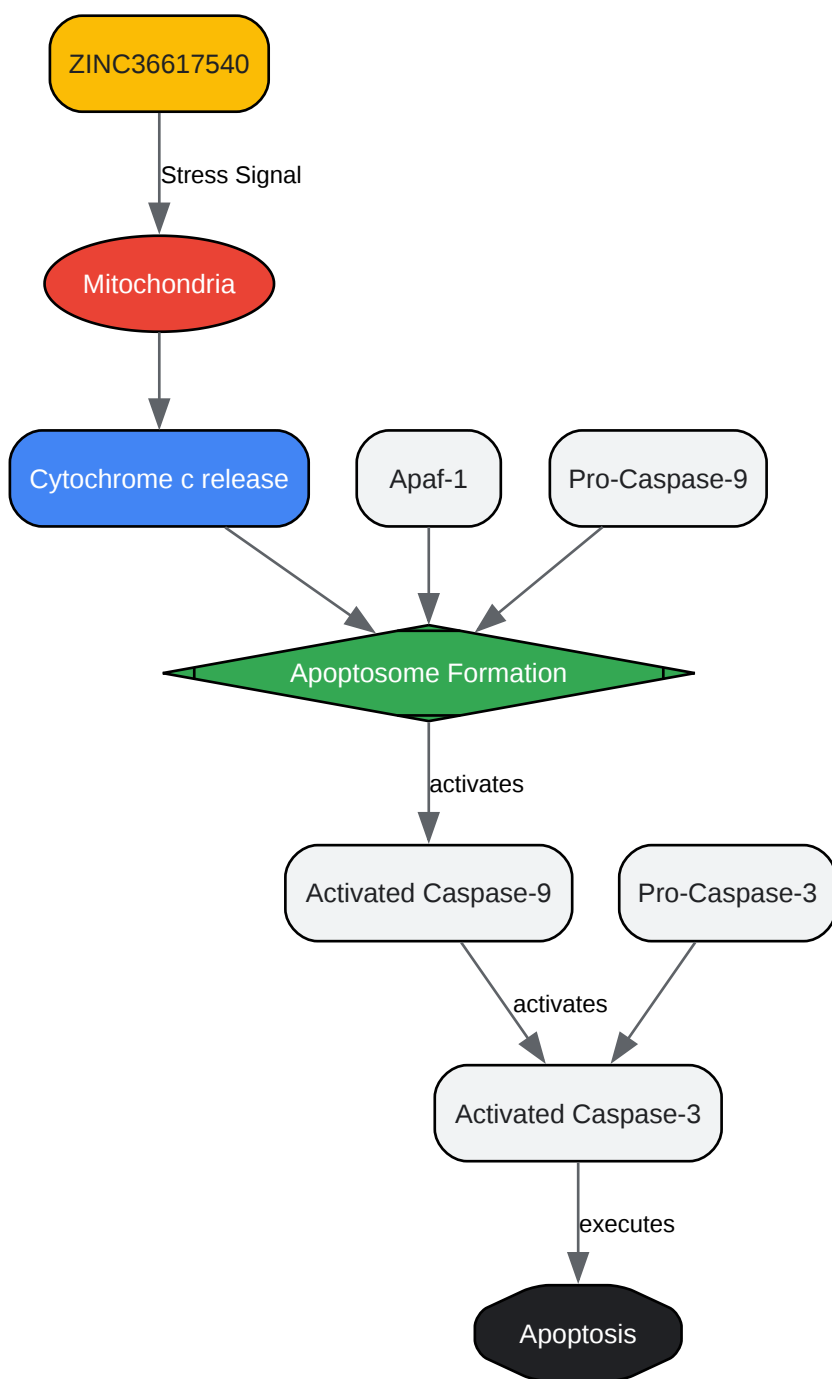 ZINC36617540
Stress Signal
Mitochondria
Cytochrome c release
Apaf-1
Pro-Caspase-9
Apoptosome Formation
activates
Activated Caspase-9
Pro-Caspase-3
activates
Activated Caspase-3
executes
Apoptosis